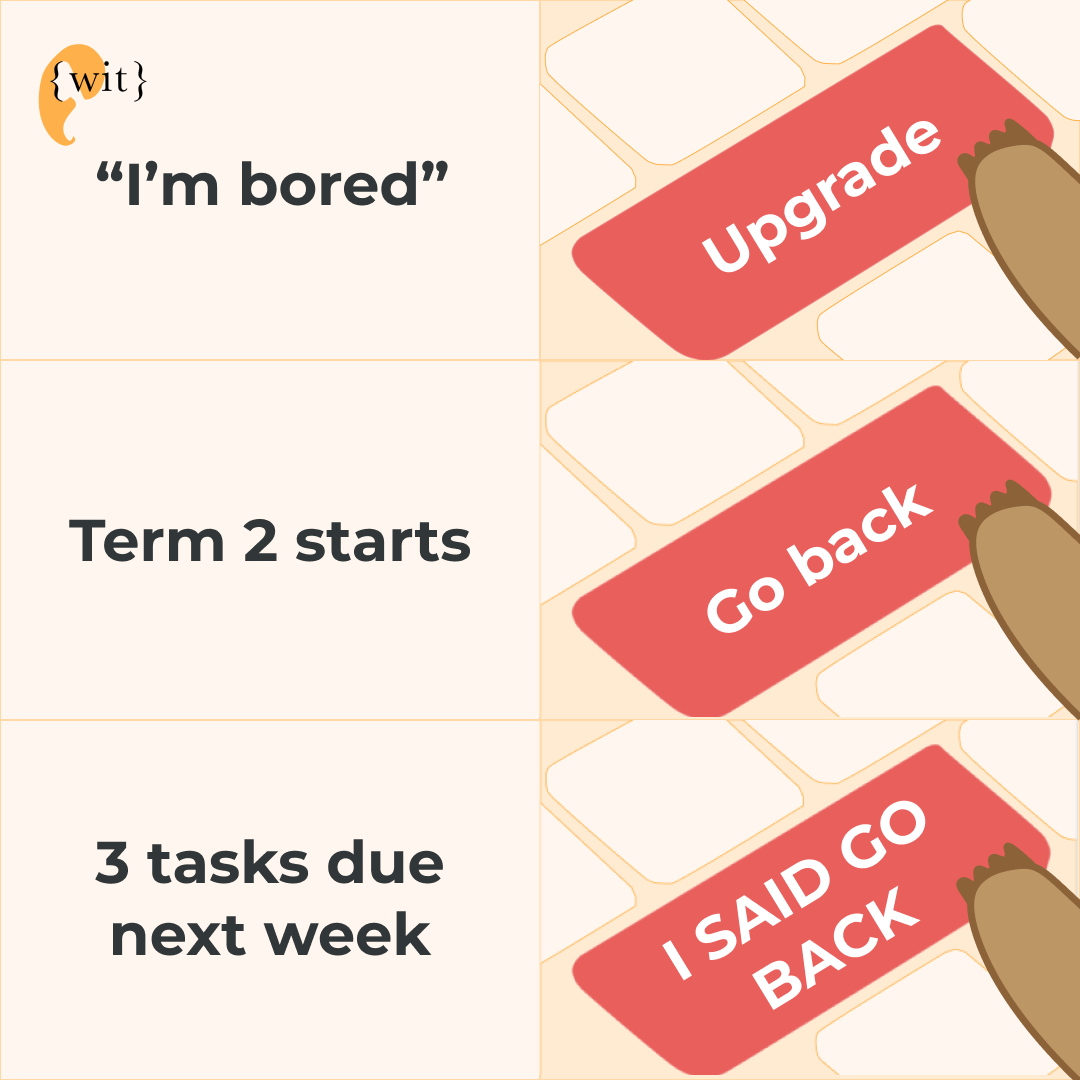 {wit}
“I’m bored”
Upgrade
Term 2 starts
Go back
3 tasks due
next week
I SAID GO
BACK